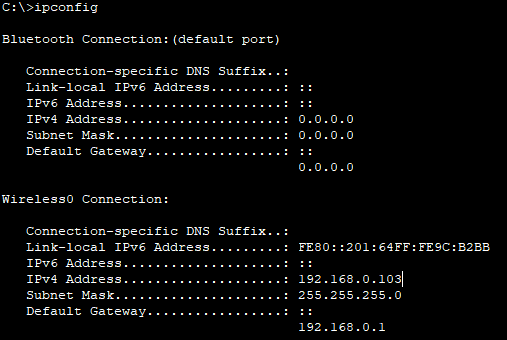 C:\>ipconfig
Bluetooth Connection:(default port)
Connection-specific DNS Suffix..:
Link-local IPv6 Address.........: ::
IPv6 Address....................: ::
IPv4 Address....................: 0.0.0.0
Subnet Mask.....................: 0.0.0.0
Default Gateway.................: ::
0.0.0.0
Wireless0 Connection:
Connection-specific DNS Suffix..:
Link-local IPv6 Address.........: FE80::201:64FF:FE9C:B2BB
IPv6 Address....................: ::
IPv4 Address....................: 192.168.0.103
Subnet Mask.....................: 255.255.255.0
Default Gateway.................: ::
192.168.0.1